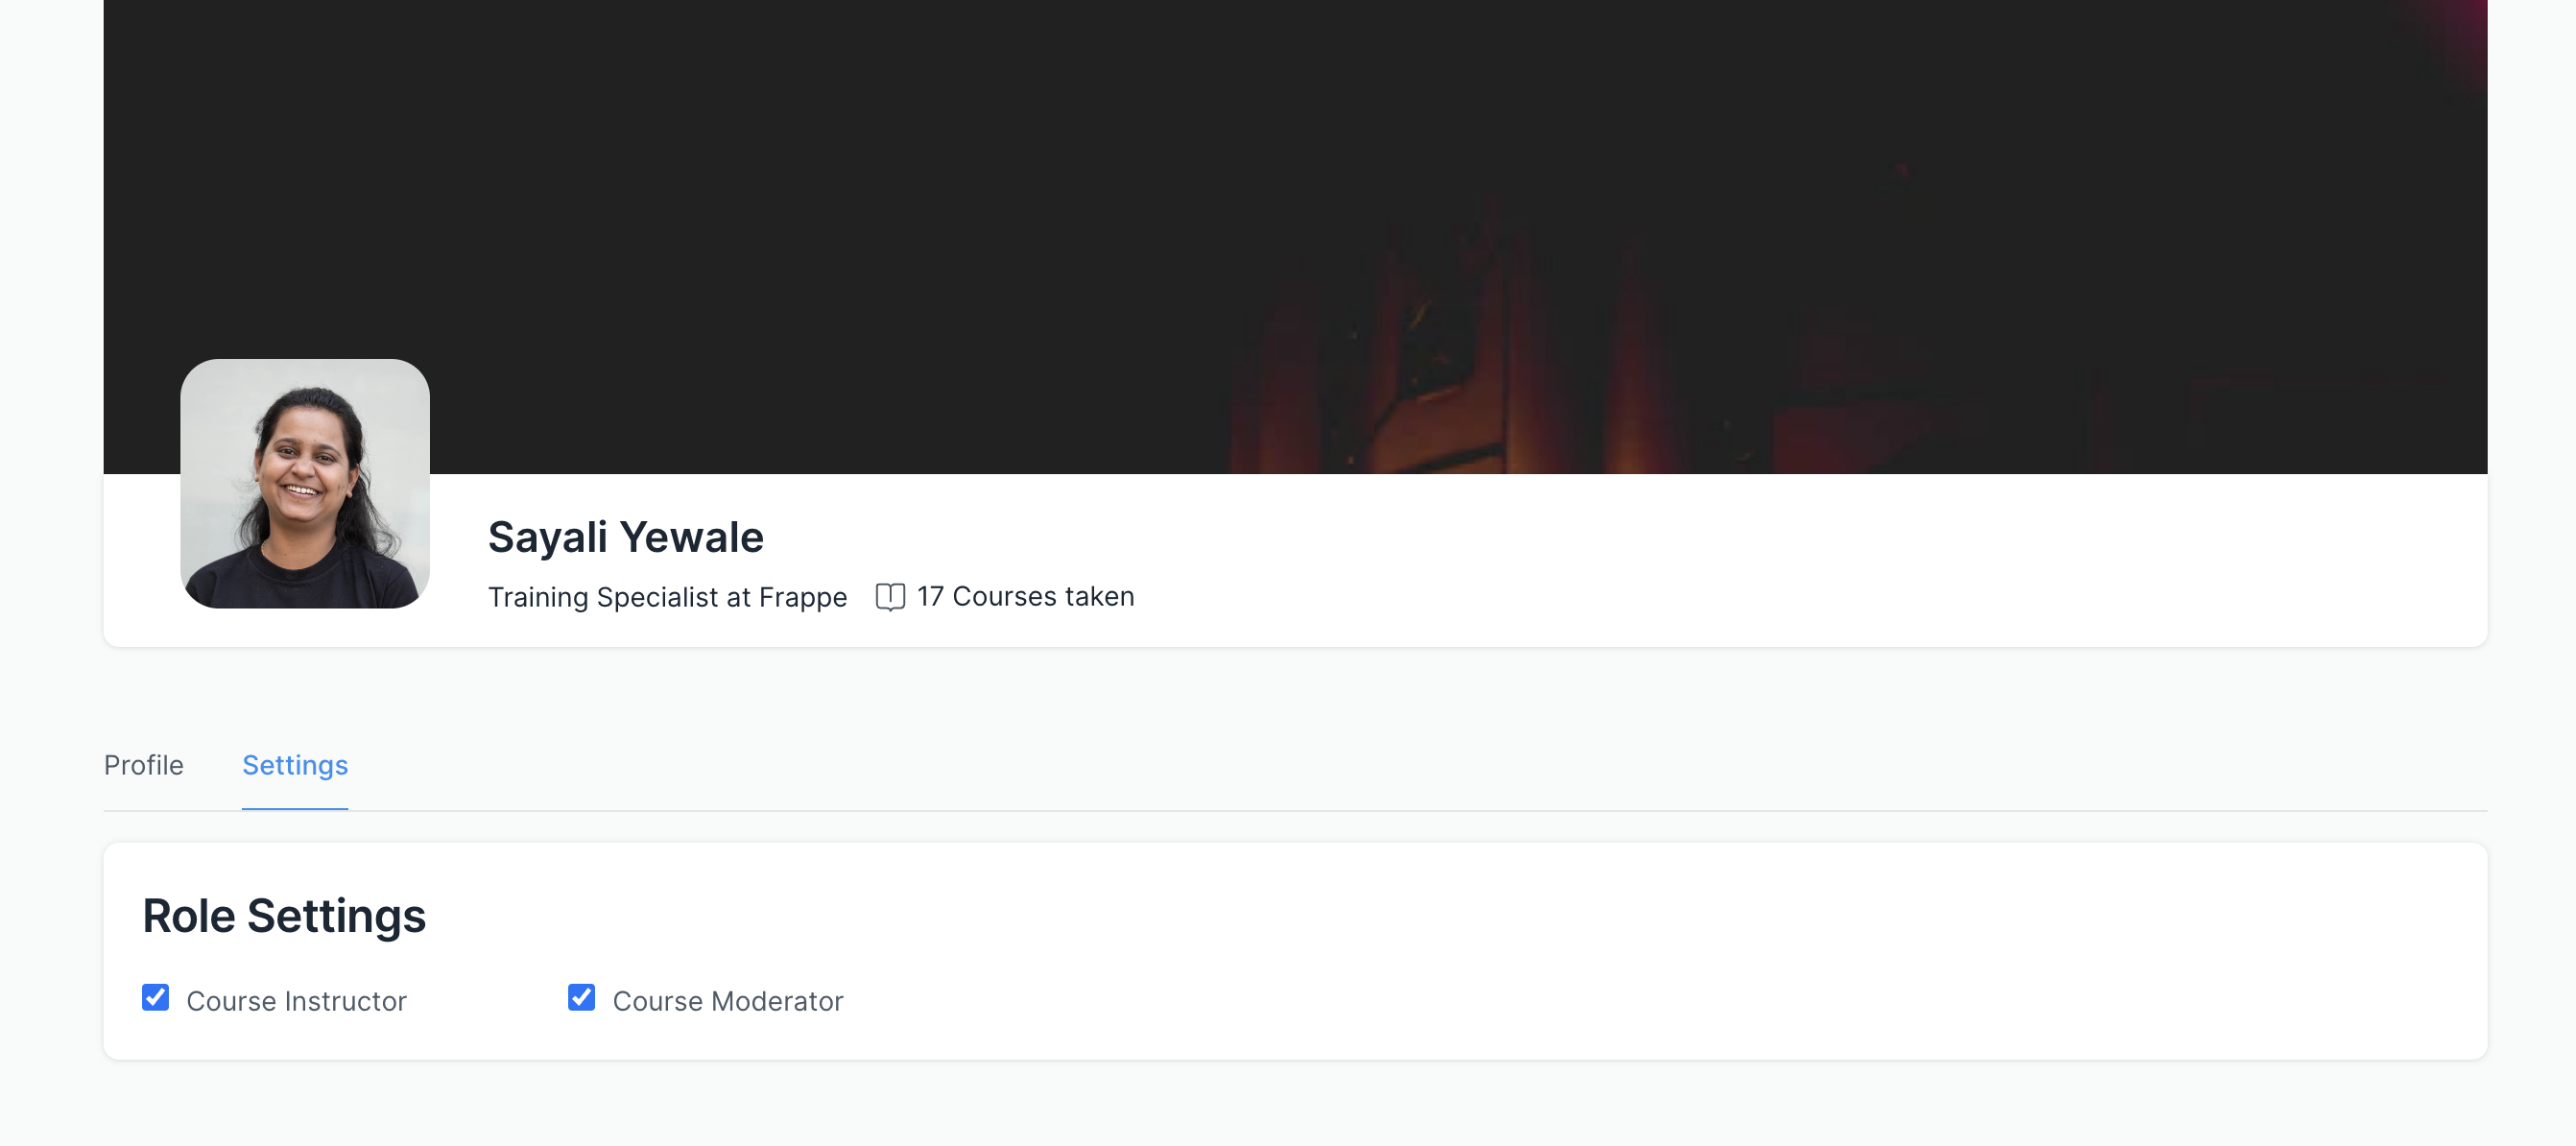 Sayali Yewale
Training Specialist at Frappe 17 Courses taken
Profile Settings
Role Settings
Course Instructor Course Moderator